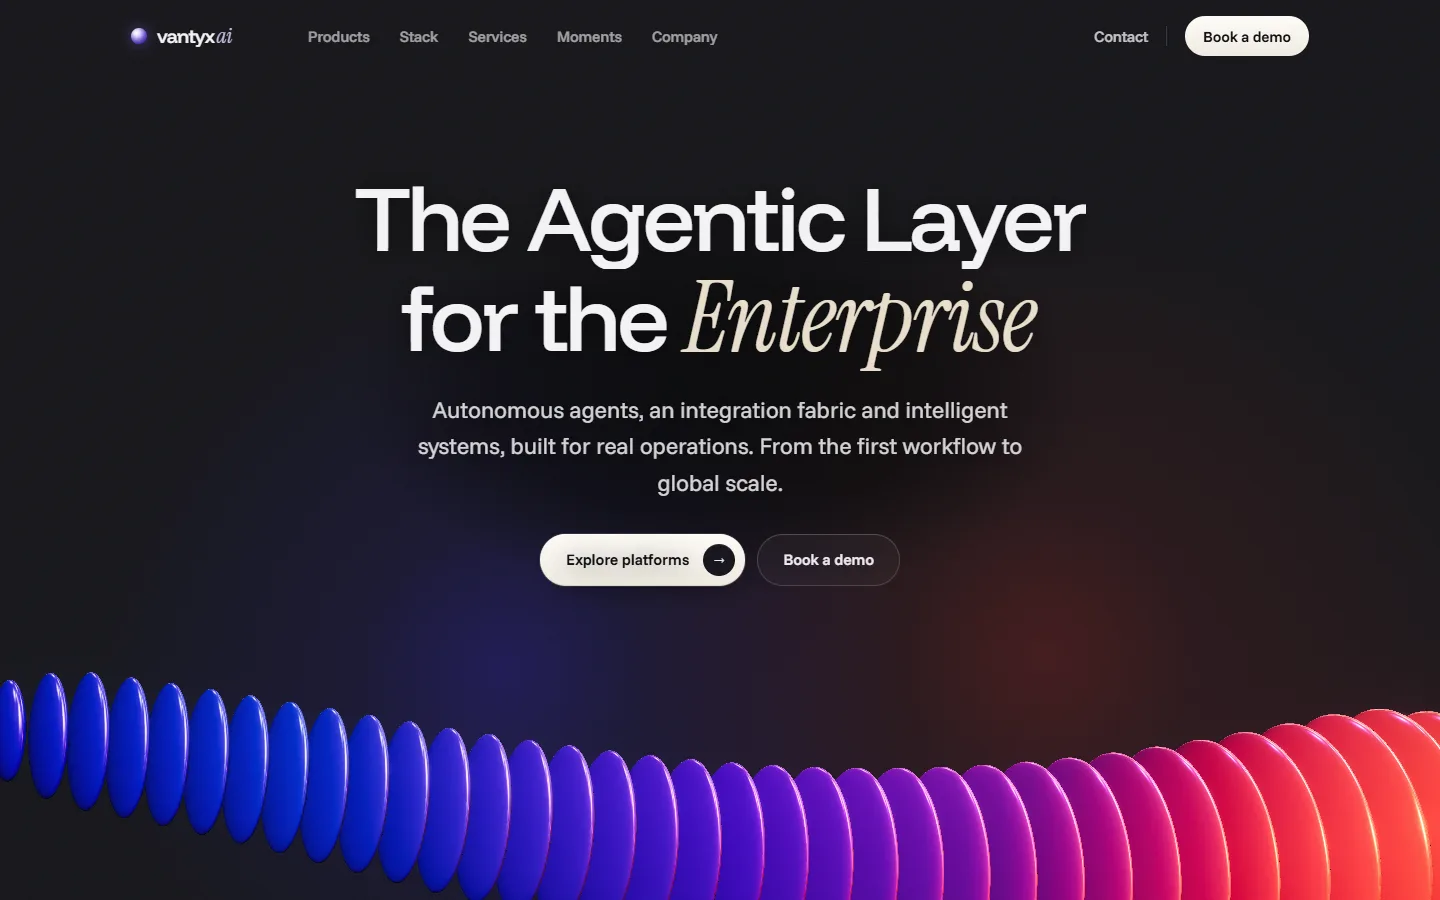 vantyxai
Products Stack Services Moments Company
Contact
Book a demo
The Agentic Layer
for the Enterprise
Autonomous agents, an integration fabric and intelligent
systems, built for real operations. From the first workflow to
global scale.
Explore platforms →
Book a demo